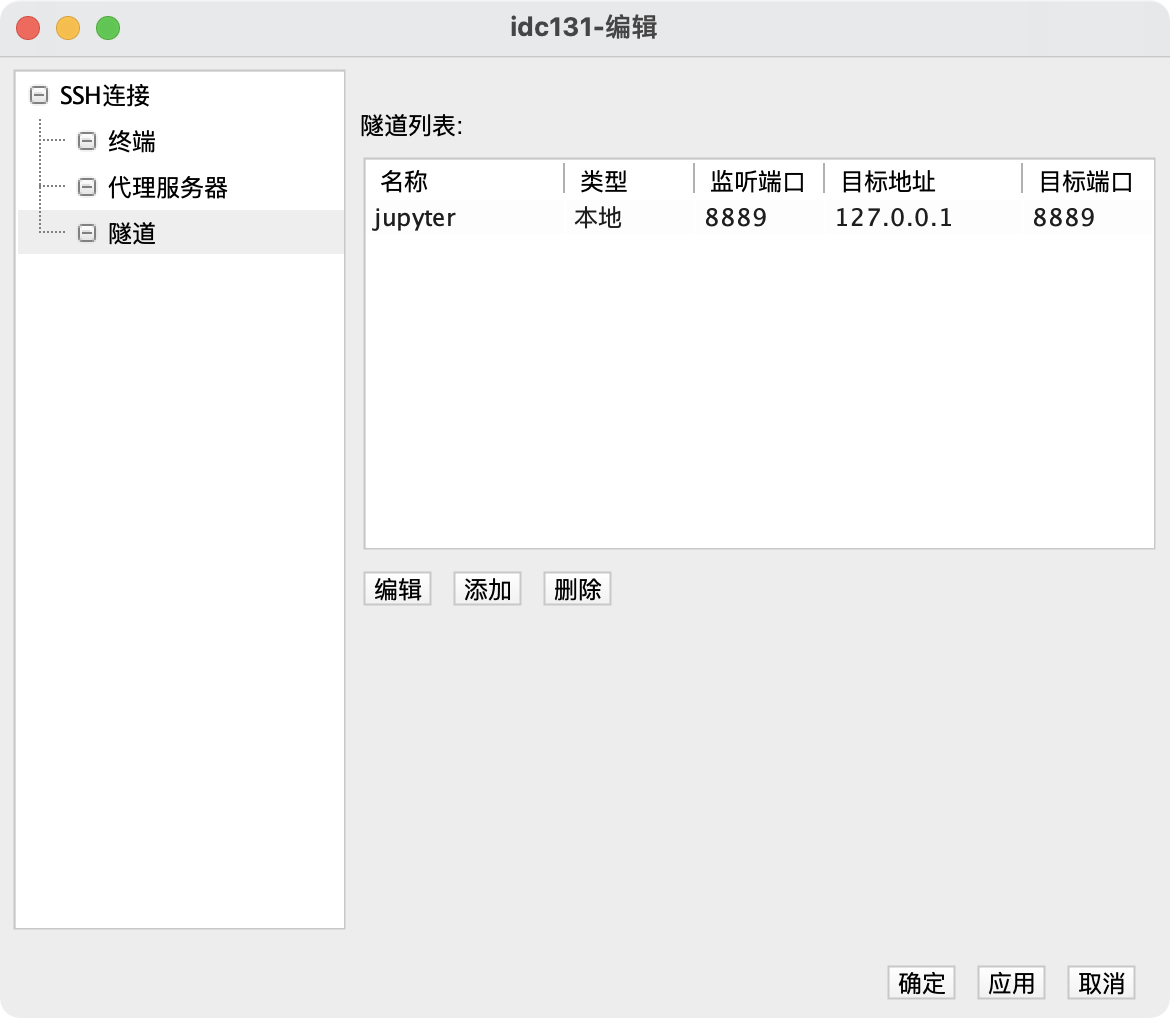 idc131-编辑
SSH连接
终端
代理服务器
隧道
隧道列表:
名称 类型 监听端口 目标地址 目标端口
jupyter 本地 8889 127.0.0.1 8889
编辑 添加 删除
确定 应用 取消